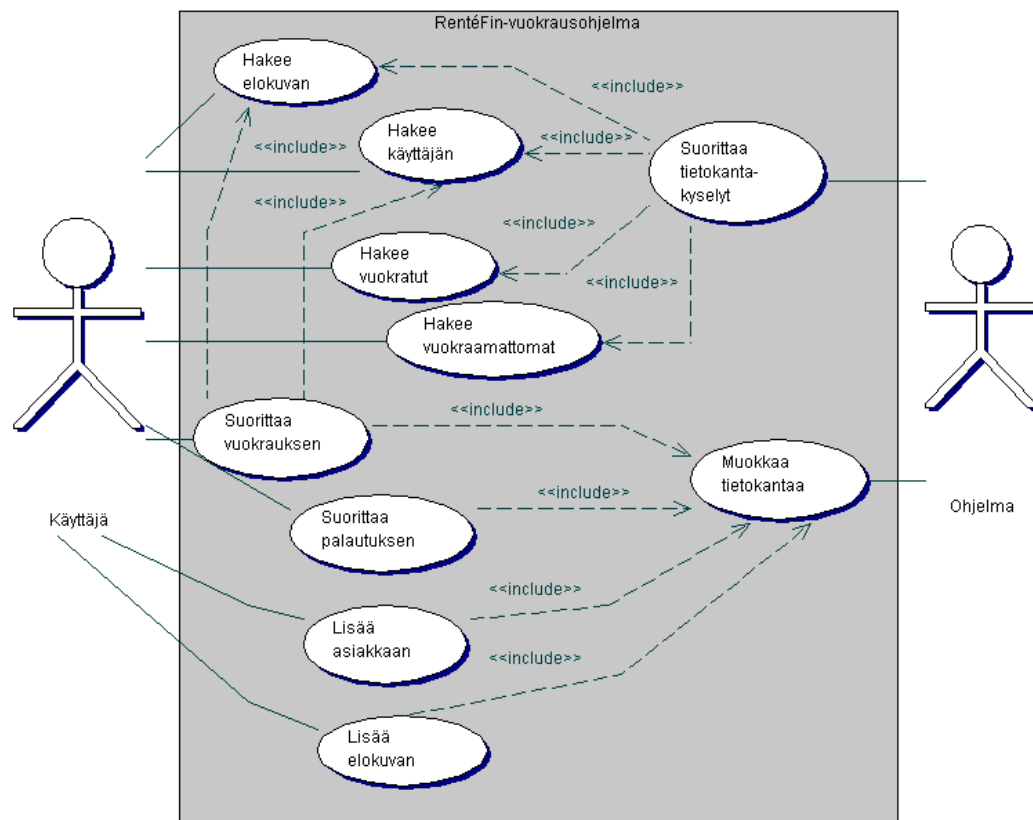 RentéFin-vuokrausohjelma
Hakee
elokuvan
<<include>>
Hakee
käyttäjän
<<include>>
<<include>>
Suorittaa
tietokanta-
kyselyt
<<include>>
<<include>>
Hakee
vuokratut
<<include>>
Hakee
vuokraamattomat
Suorittaa
vuokrauksen
<<include>>
Muokkaa
tietokantaa
<<include>>
Suorittaa
palautuksen
Käyttäjä
Ohjelma
<<include>>
Lisää
asiakkaan
<<include>>
Lisää
elokuvan